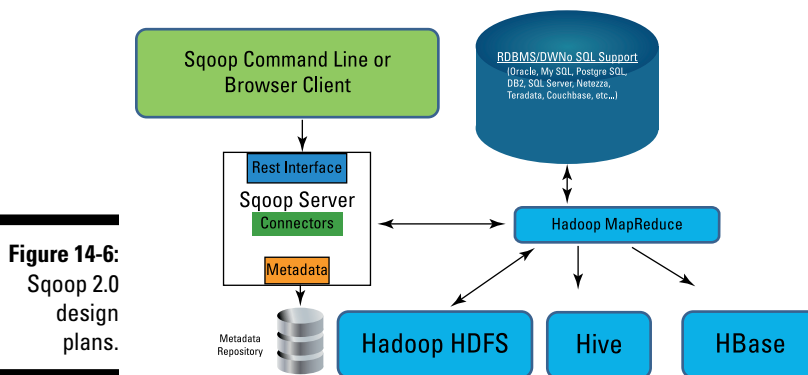 Sqoop Command Line or
Browser Client
RDBMS/DWNo SQL Support
(Oracle, My SQL, Postgre SQL,
DB2, SQL Server, Netezza,
Teradata, Couchbase, etc...)
Rest Interface
Sqoop Server
Connectors
Metadata
Hadoop MapReduce
Figure 14-6:
Sqoop 2.0
design
plans.
Metadata
Repository
Hadoop HDFS
Hive
HBase